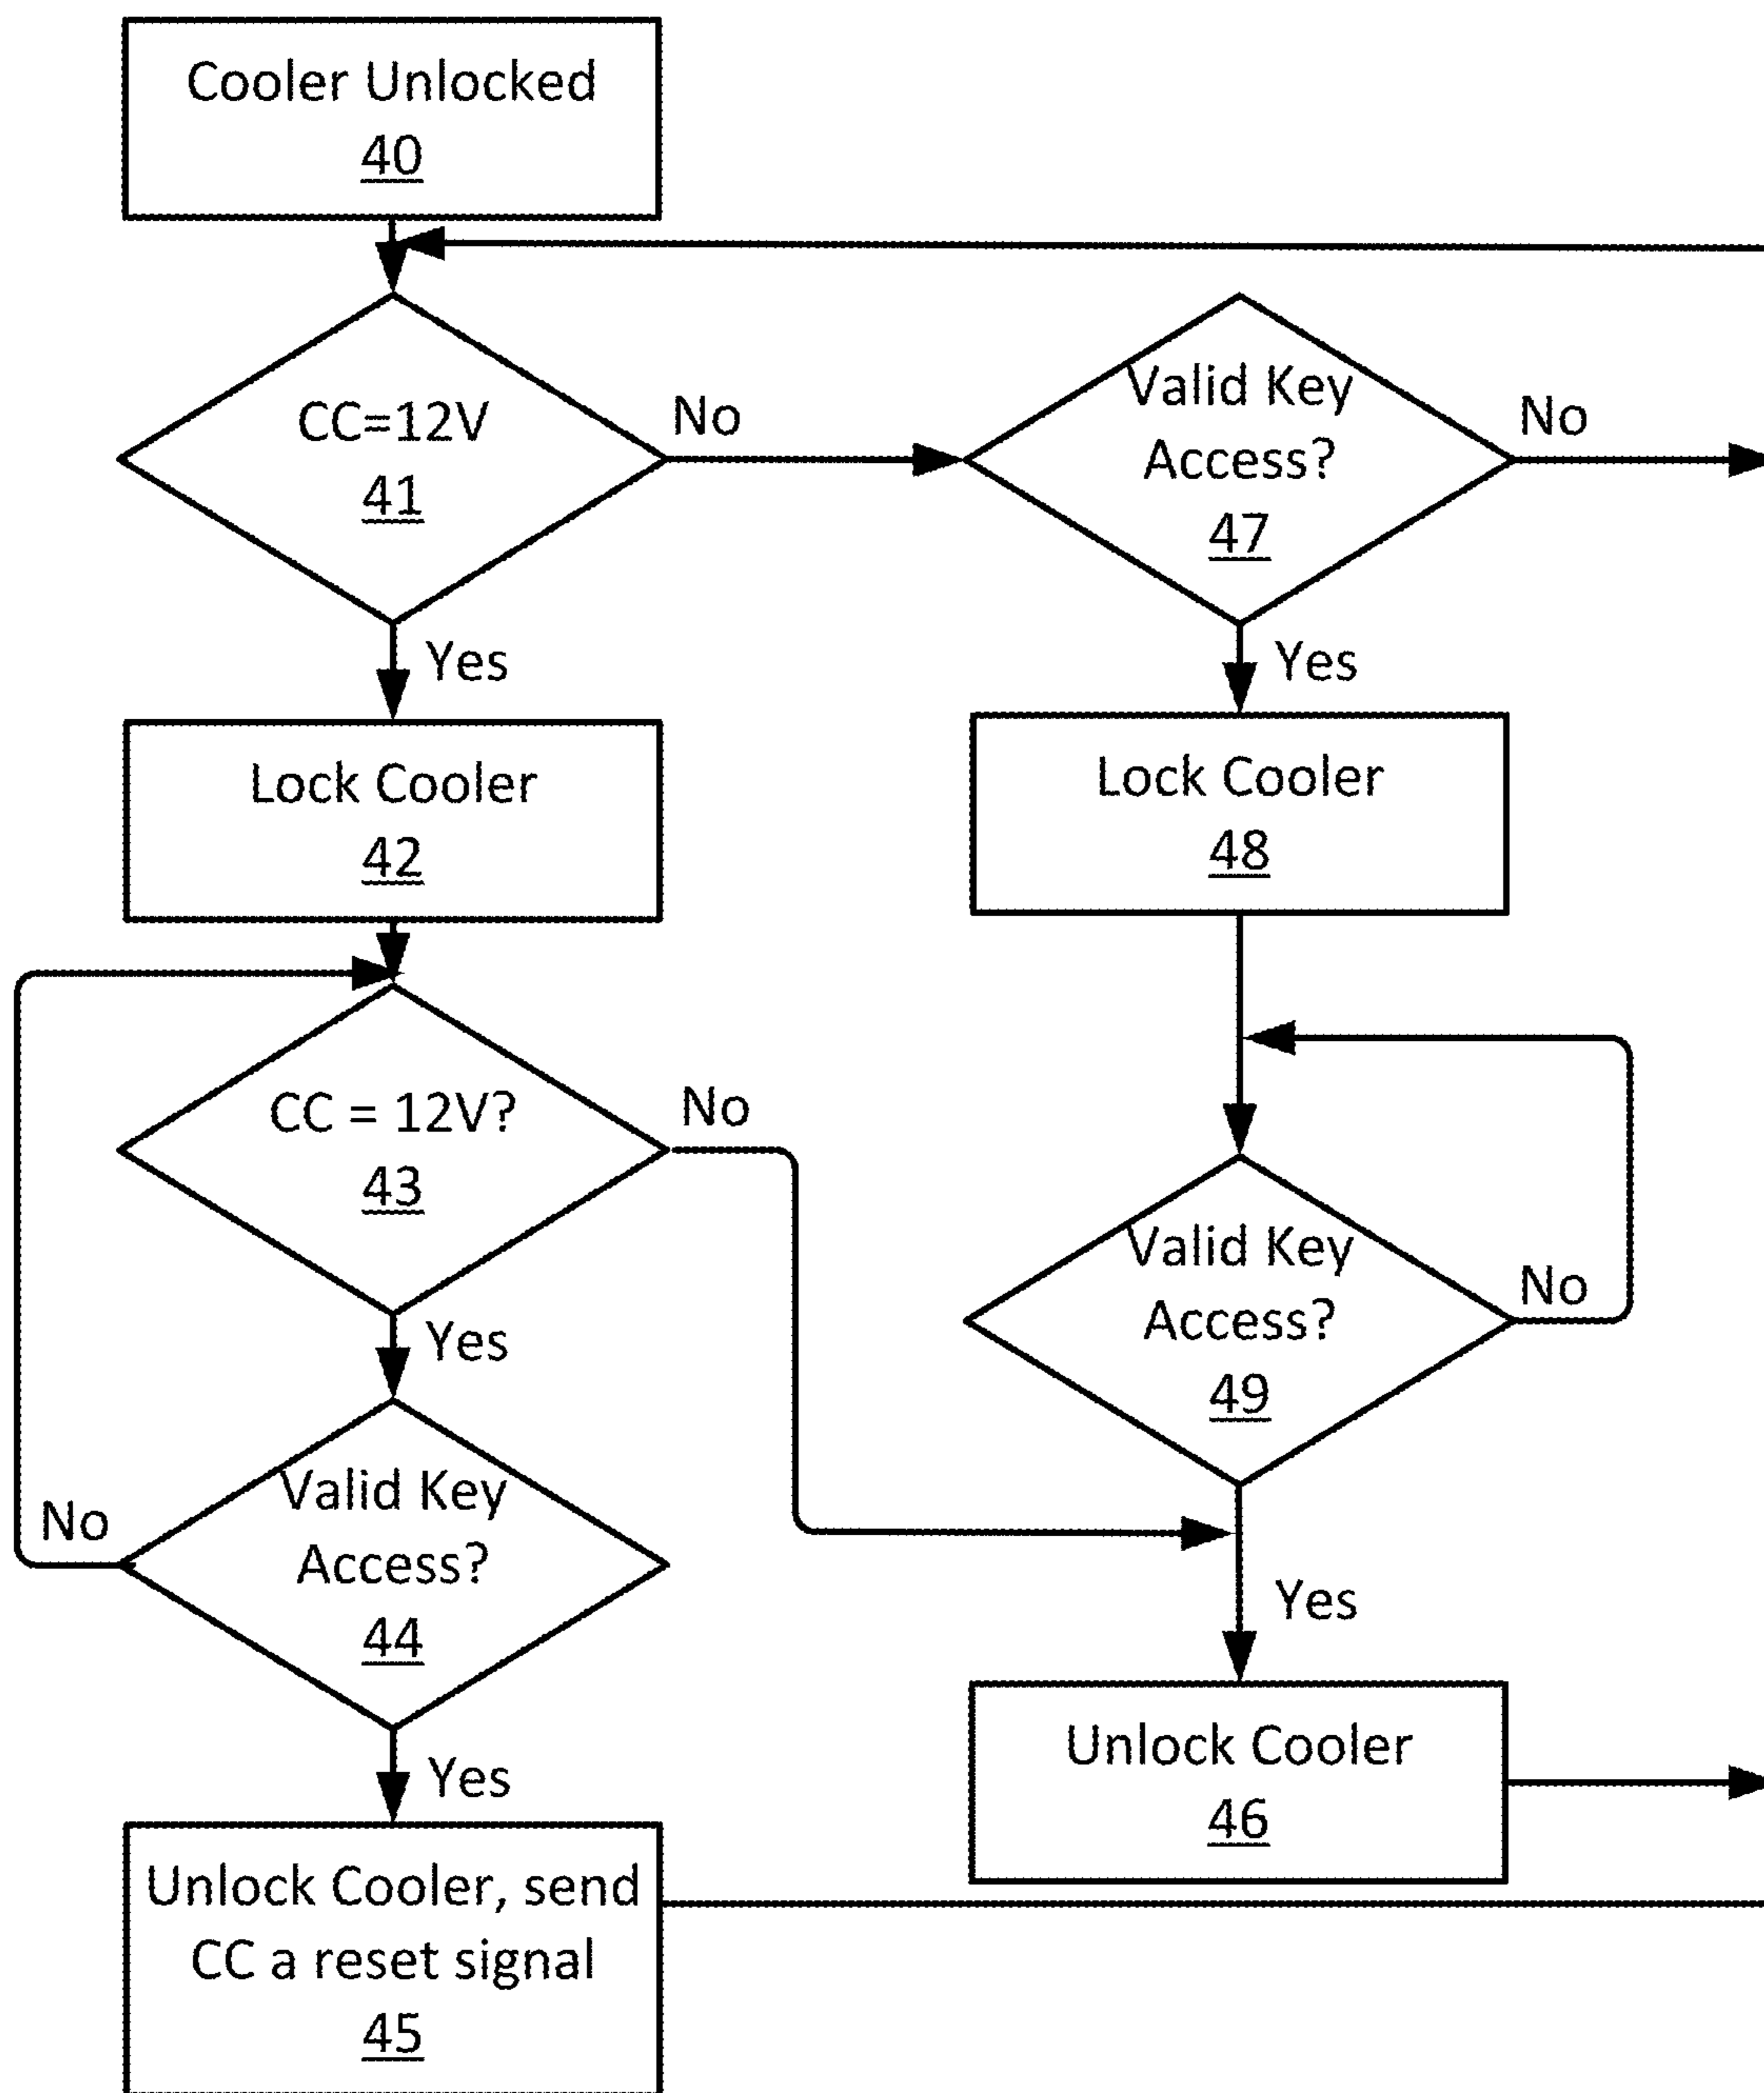 Cooler Unlocked
40
CC=12V
41
No
Valid Key
Access?
47
No
Yes
Yes
Lock Cooler
42
Lock Cooler
48
CC = 12V?
43
No
Valid Key
Access?
49
No
Yes
Valid Key
Access?
44
No
Yes
Yes
Unlock Cooler
46
Unlock Cooler, send
CC a reset signal
45